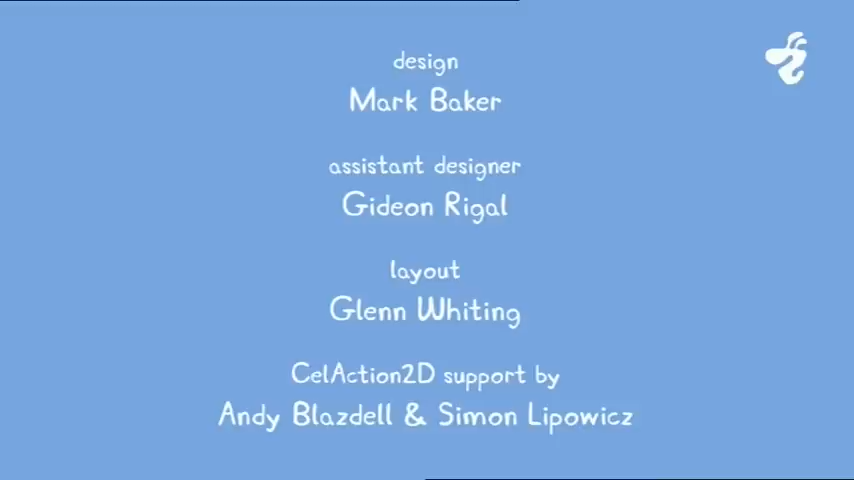 design
Mark Baker
assistant designer
Gideon Rigal
layout
Glenn Whiting
CelAction2D support by
Andy Blazdell & Simon Lipowicz